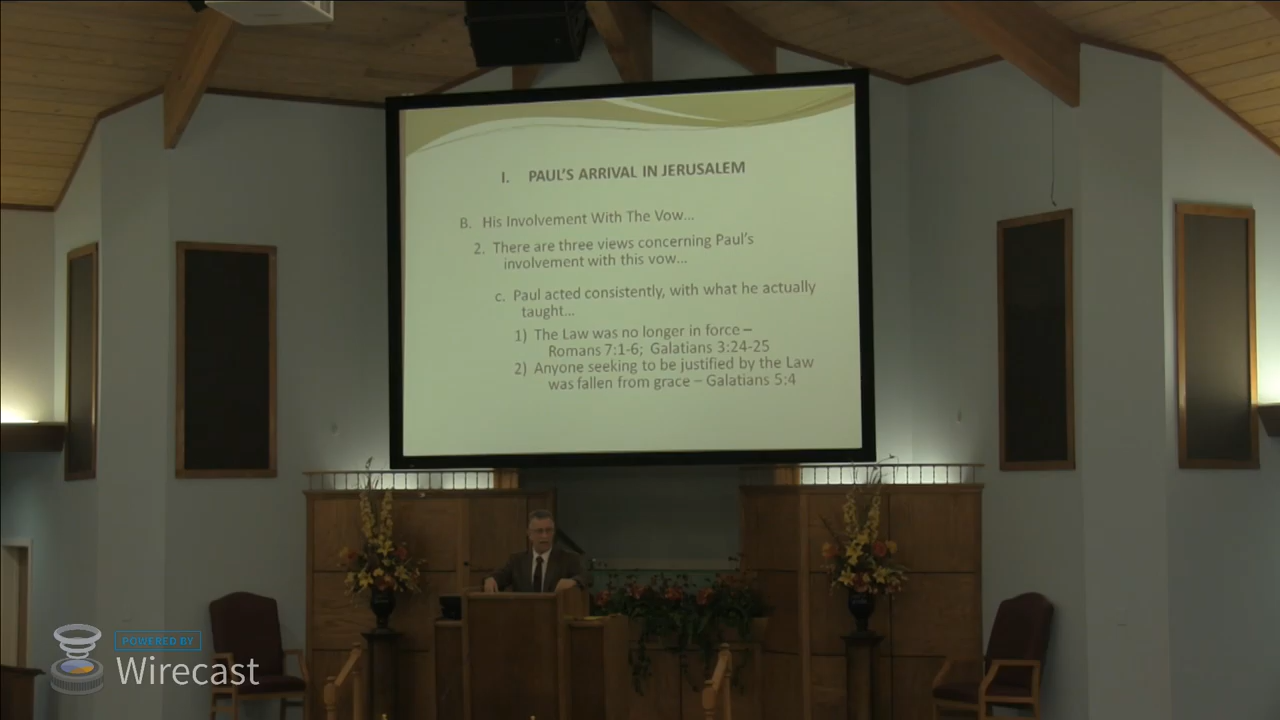 I. PAUL'S ARRIVAL IN JERUSALEM
B. His Involvement With The Vow...
2. There are three views concerning Paul's
involvement with this vow...
c. Paul acted consistently, with what he actually
taught...
1) The Law was no longer in force –
Romans 7:1-6; Galatians 3:24-25
2) Anyone seeking to be justified by the Law
was fallen from grace – Galatians 5:4
POWERED BY
Wirecast